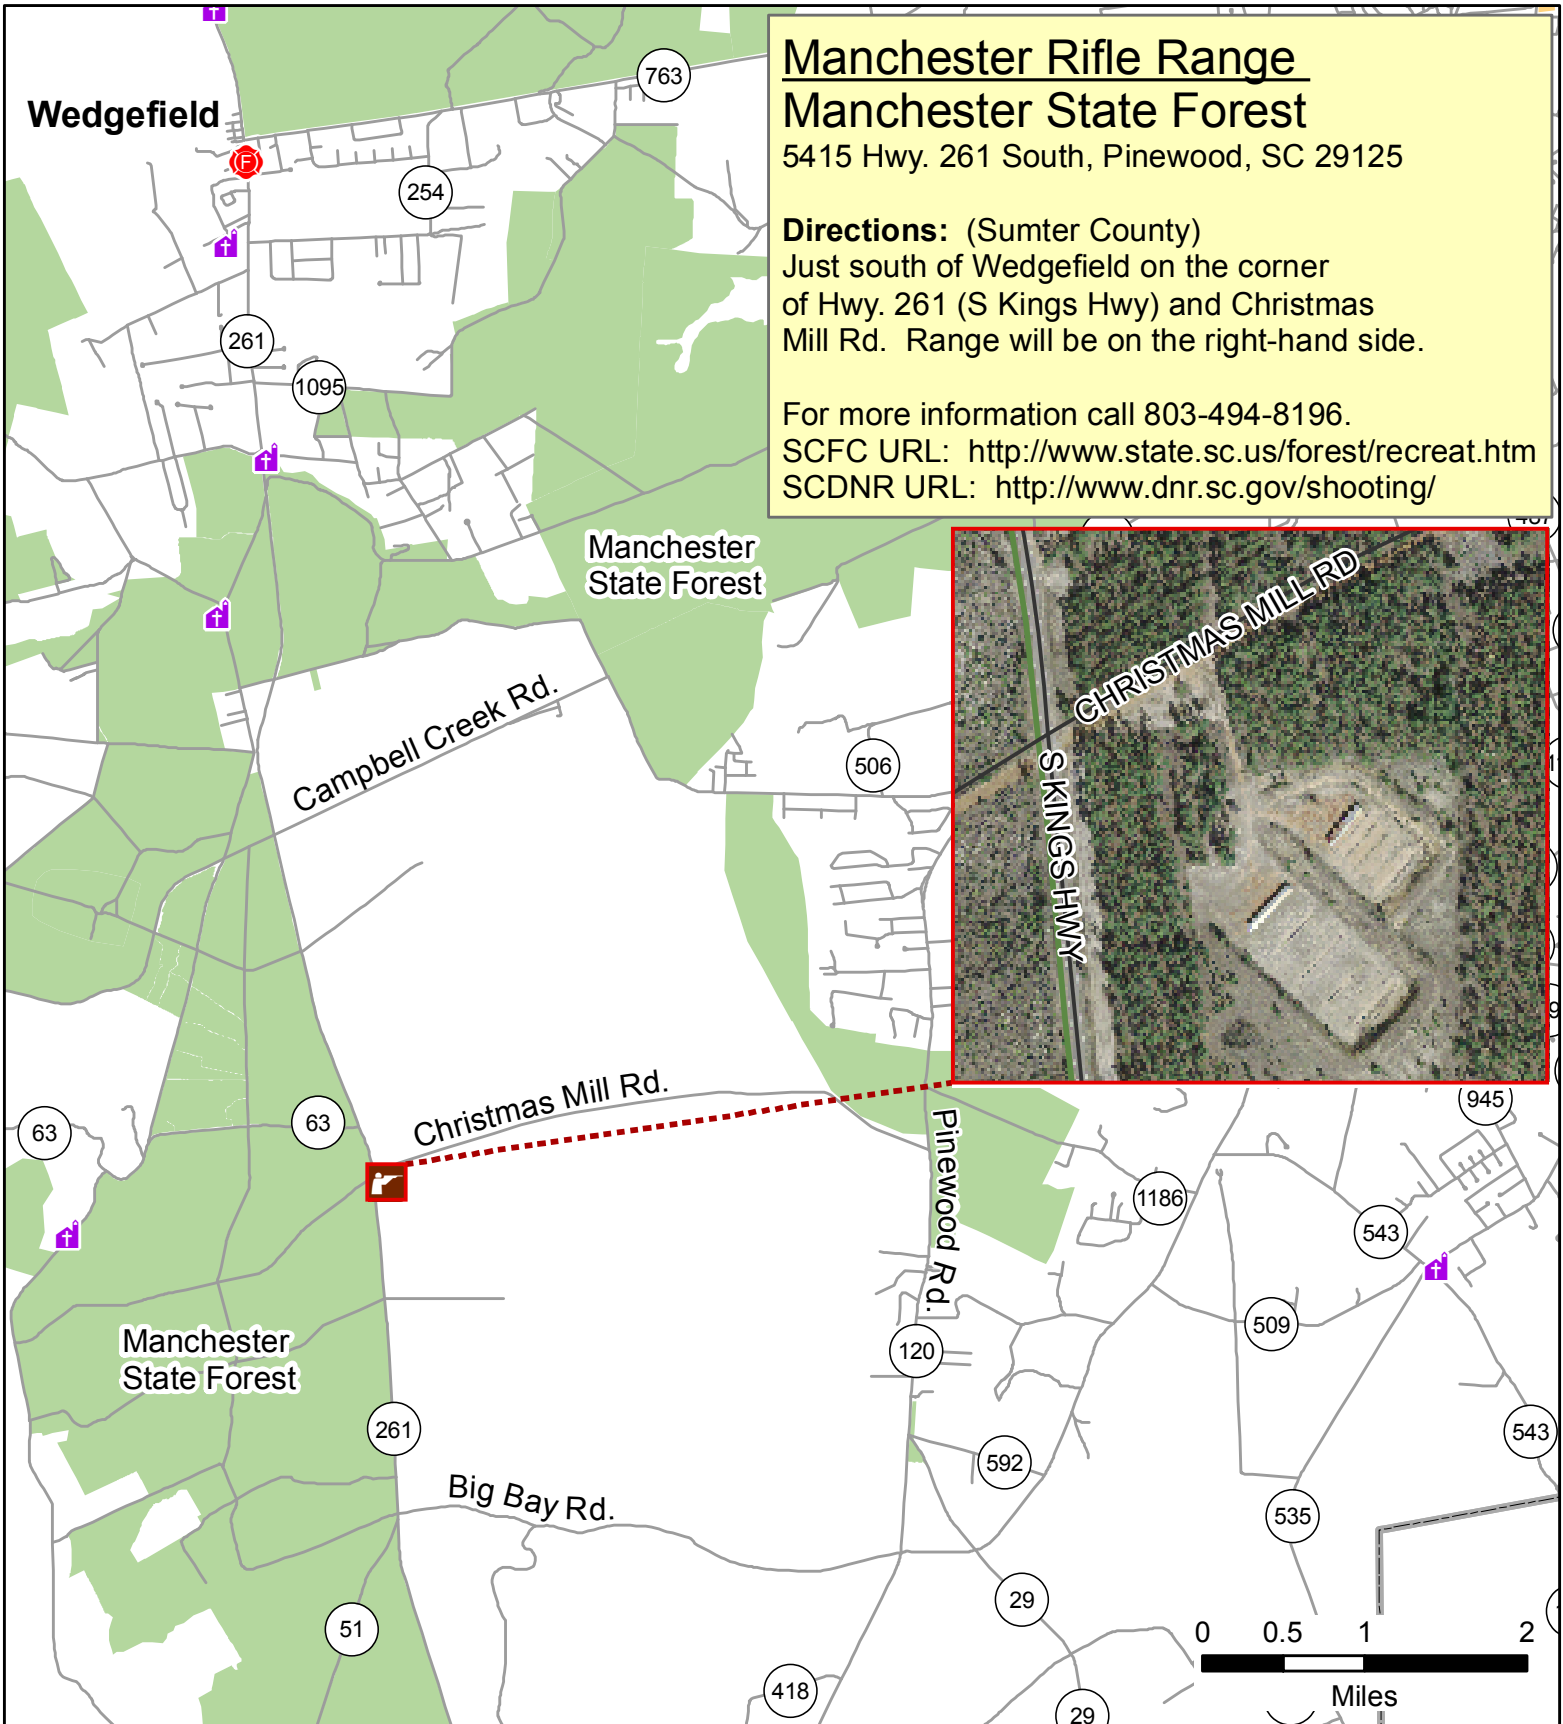 Manchester Rifle Range
Manchester State Forest
5415 Hwy. 261 South, Pinewood, SC 29125
Directions: (Sumter County)
Just south of Wedgefield on the corner
of Hwy. 261 (S Kings Hwy) and Christmas
Mill Rd. Range will be on the right-hand side.
For more information call 803-494-8196.
SCFC URL: http://www.state.sc.us/forest/recreat.htm
SCDNR URL: http://www.dnr.sc.gov/shooting/
763
Wedgefield
F
254
261
1095
Manchester
State Forest
CHRISTMAS MILL RD
S KINGS HWY
Campbell Creek Rd.
506
Christmas Mill Rd.
63
63
945
Pinewood Rd.
1186
543
509
Manchester
State Forest
120
261
543
592
Big Bay Rd.
535
29
51
0 0.5 1 2
Miles
418
29